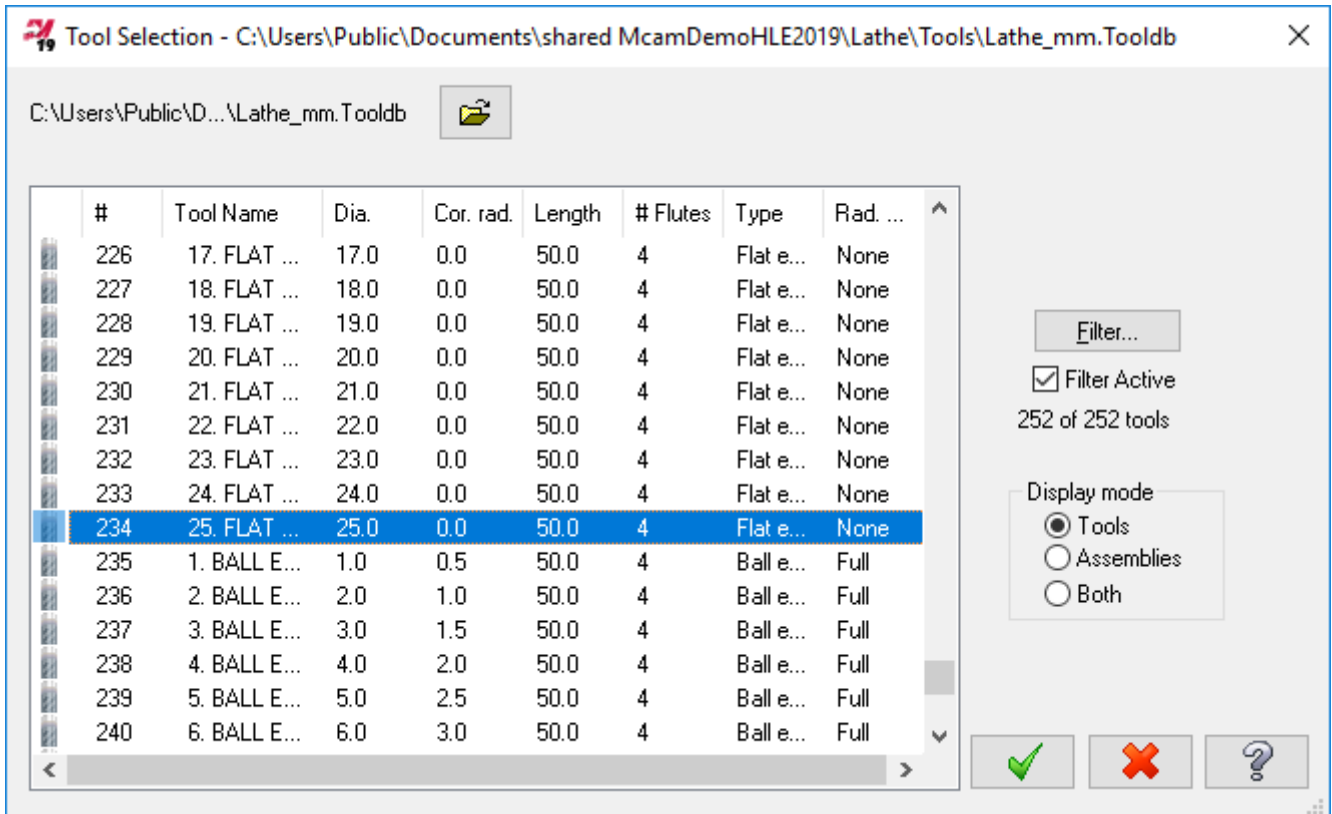 19 Tool Selection - C:\Users\Public\Documents\shared McamDemoHLE2019\Lathe\Tools\Lathe_mm.Tooldb
C:\Users\Public\D...\Lathe_mm.Tooldb
# Tool Name Dia. Cor. rad. Length # Flutes Type Rad. ...
226 17. FLAT ... 17.0 0.0 50.0 4 Flat e... None
227 18. FLAT ... 18.0 0.0 50.0 4 Flat e... None
228 19. FLAT ... 19.0 0.0 50.0 4 Flat e... None
229 20. FLAT ... 20.0 0.0 50.0 4 Flat e... None
230 21. FLAT ... 21.0 0.0 50.0 4 Flat e... None
231 22. FLAT ... 22.0 0.0 50.0 4 Flat e... None
232 23. FLAT ... 23.0 0.0 50.0 4 Flat e... None
233 24. FLAT ... 24.0 0.0 50.0 4 Flat e... None
234 25. FLAT ... 25.0 0.0 50.0 4 Flat e... None
235 1. BALL E... 1.0 0.5 50.0 4 Ball e... Full
236 2. BALL E... 2.0 1.0 50.0 4 Ball e... Full
237 3. BALL E... 3.0 1.5 50.0 4 Ball e... Full
238 4. BALL E... 4.0 2.0 50.0 4 Ball e... Full
239 5. BALL E... 5.0 2.5 50.0 4 Ball e... Full
240 6. BALL E... 6.0 3.0 50.0 4 Ball e... Full
Filter...
Filter Active
252 of 252 tools
Display mode
Tools
Assemblies
Both